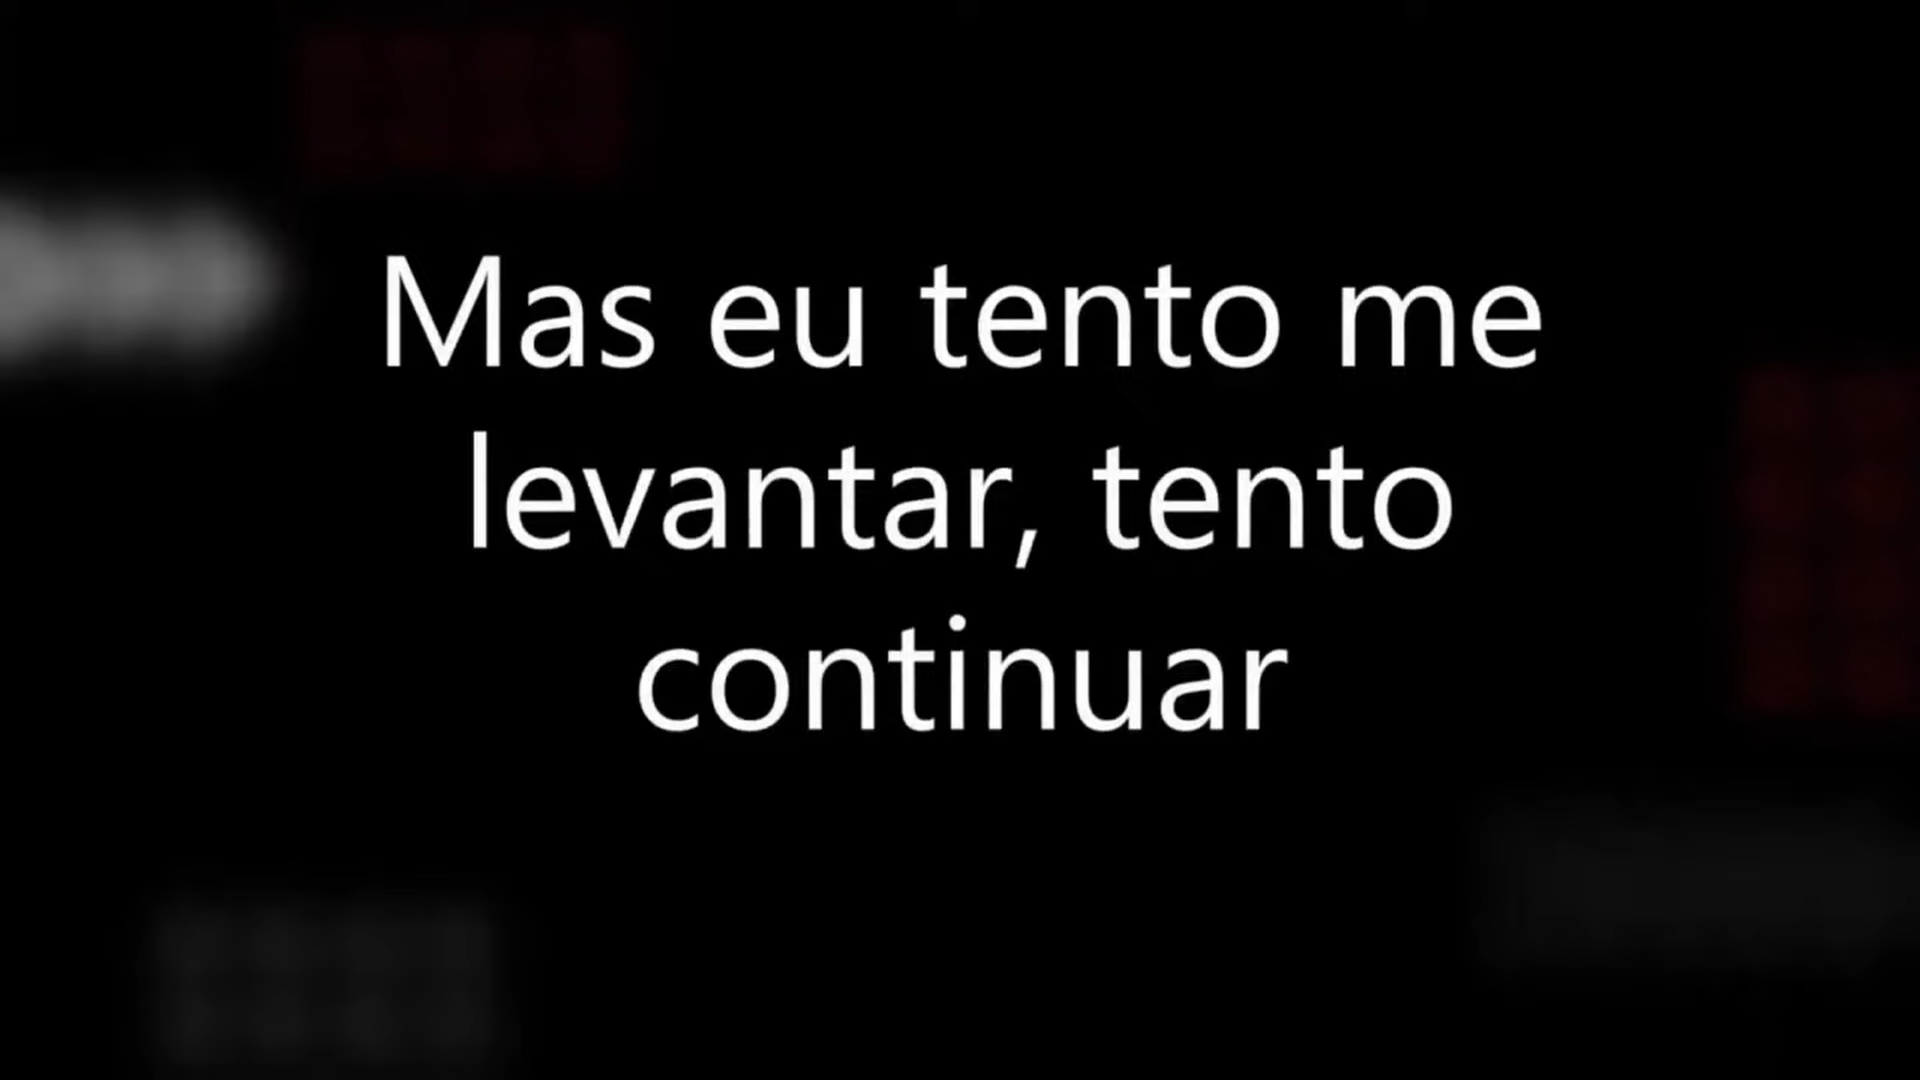 Mas eu tento me
levantar, tento
continuar